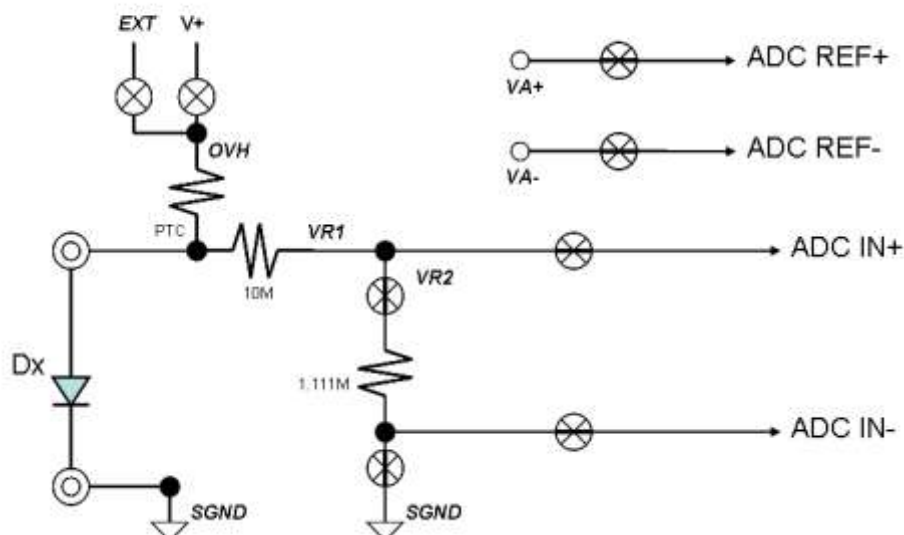 EXT V+
ADC REF+
VA+
OVH
ADC REF-
VA-
PTC
VR1
ADC IN+
10M
VR2
Dx
1.111M
ADC IN-
SGND
SGND